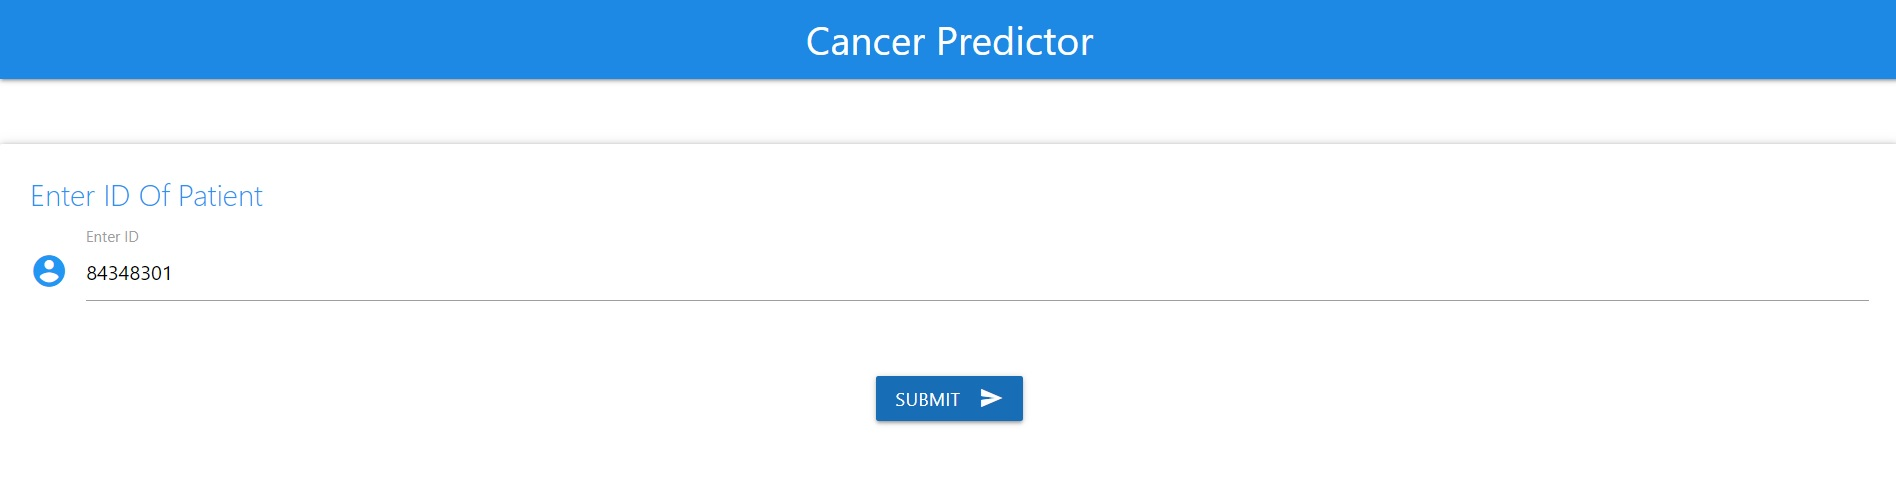 Cancer Predictor
Enter ID Of Patient
Enter ID
84348301
SUBMIT